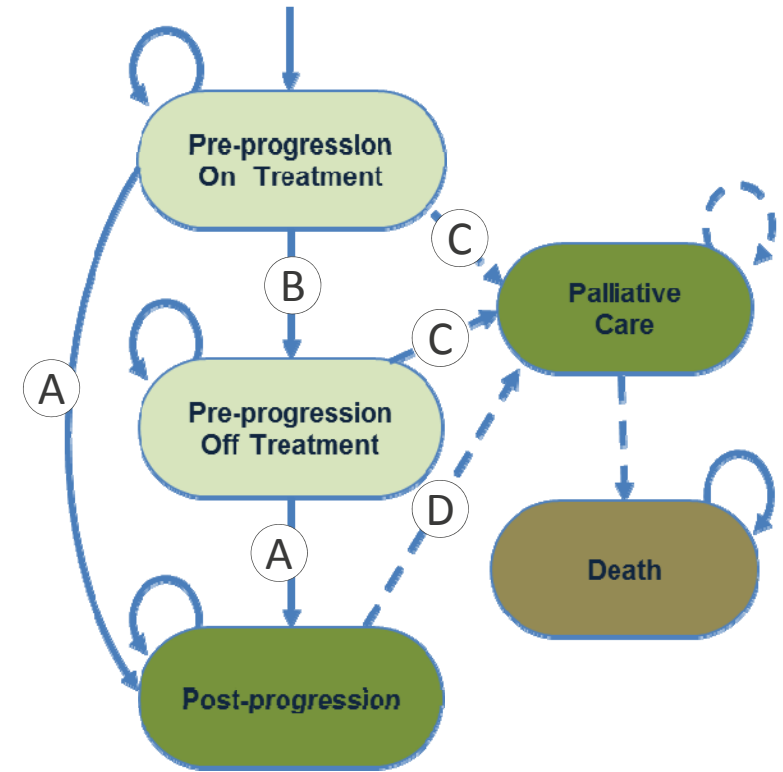 Pre-progression
On Treatment
C
B
Palliative
Care
C
A
Pre-progression
Off Treatment
D
A
Death
Post-progression